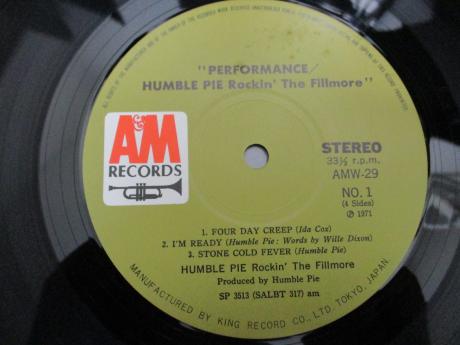 "PERFORMANCE/
HUMBLE PIE Rockin' The Fillmore"
A&M
RECORDS
STEREO
33⅓ r.p.m.
AMW-29
NO. 1
(4 Sides)
℗ 1971
1. FOUR DAY CREEP (Ida Cox)
2. I'M READY (Humble Pie: Words by Wille Dixon)
3. STONE COLD FEVER (Humble Pie)
HUMBLE PIE Rockin' The Fillmore
Produced by Humble Pie
SP 3513 (SALBT 317) am
MANUFACTURED BY KING RECORD CO., LTD. TOKYO, JAPAN.